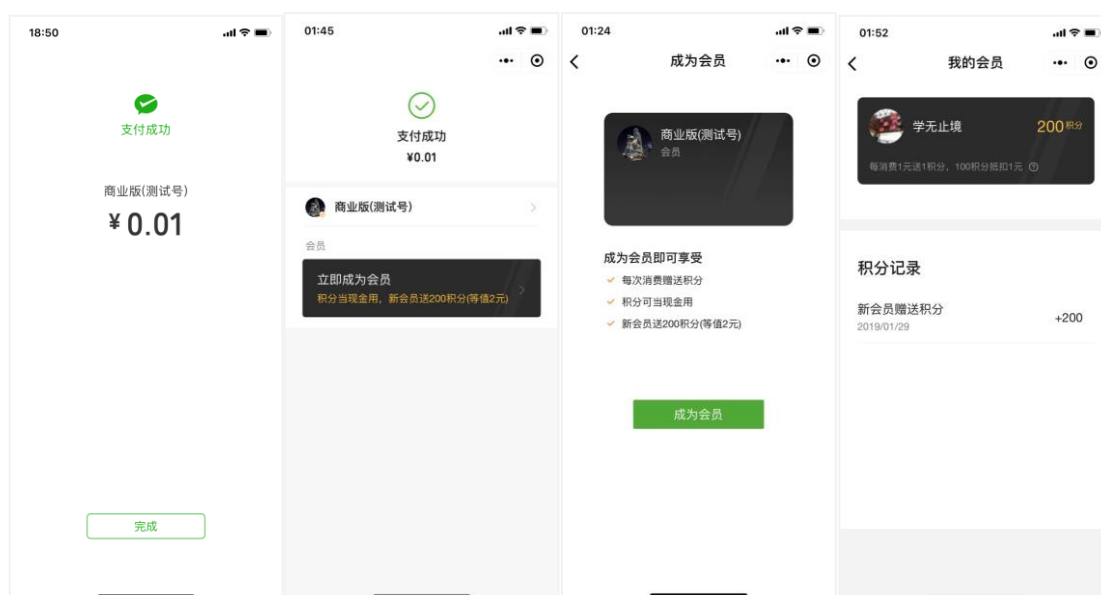 18:50
支付成功
商业版(测试号)
¥ 0.01
完成
01:45
支付成功
¥0.01
商业版(测试号)
会员
立即成为会员
积分当现金用，新会员送200积分(等值2元)
01:24
成为会员
商业版(测试号)
会员
成为会员即可享受
每次消费赠送积分
积分可当现金用
新会员送200积分(等值2元)
成为会员
01:52
我的会员
学无止境
200积分
每消费1元送1积分，100积分抵扣1元
积分记录
新会员赠送积分
+200
2019/01/29